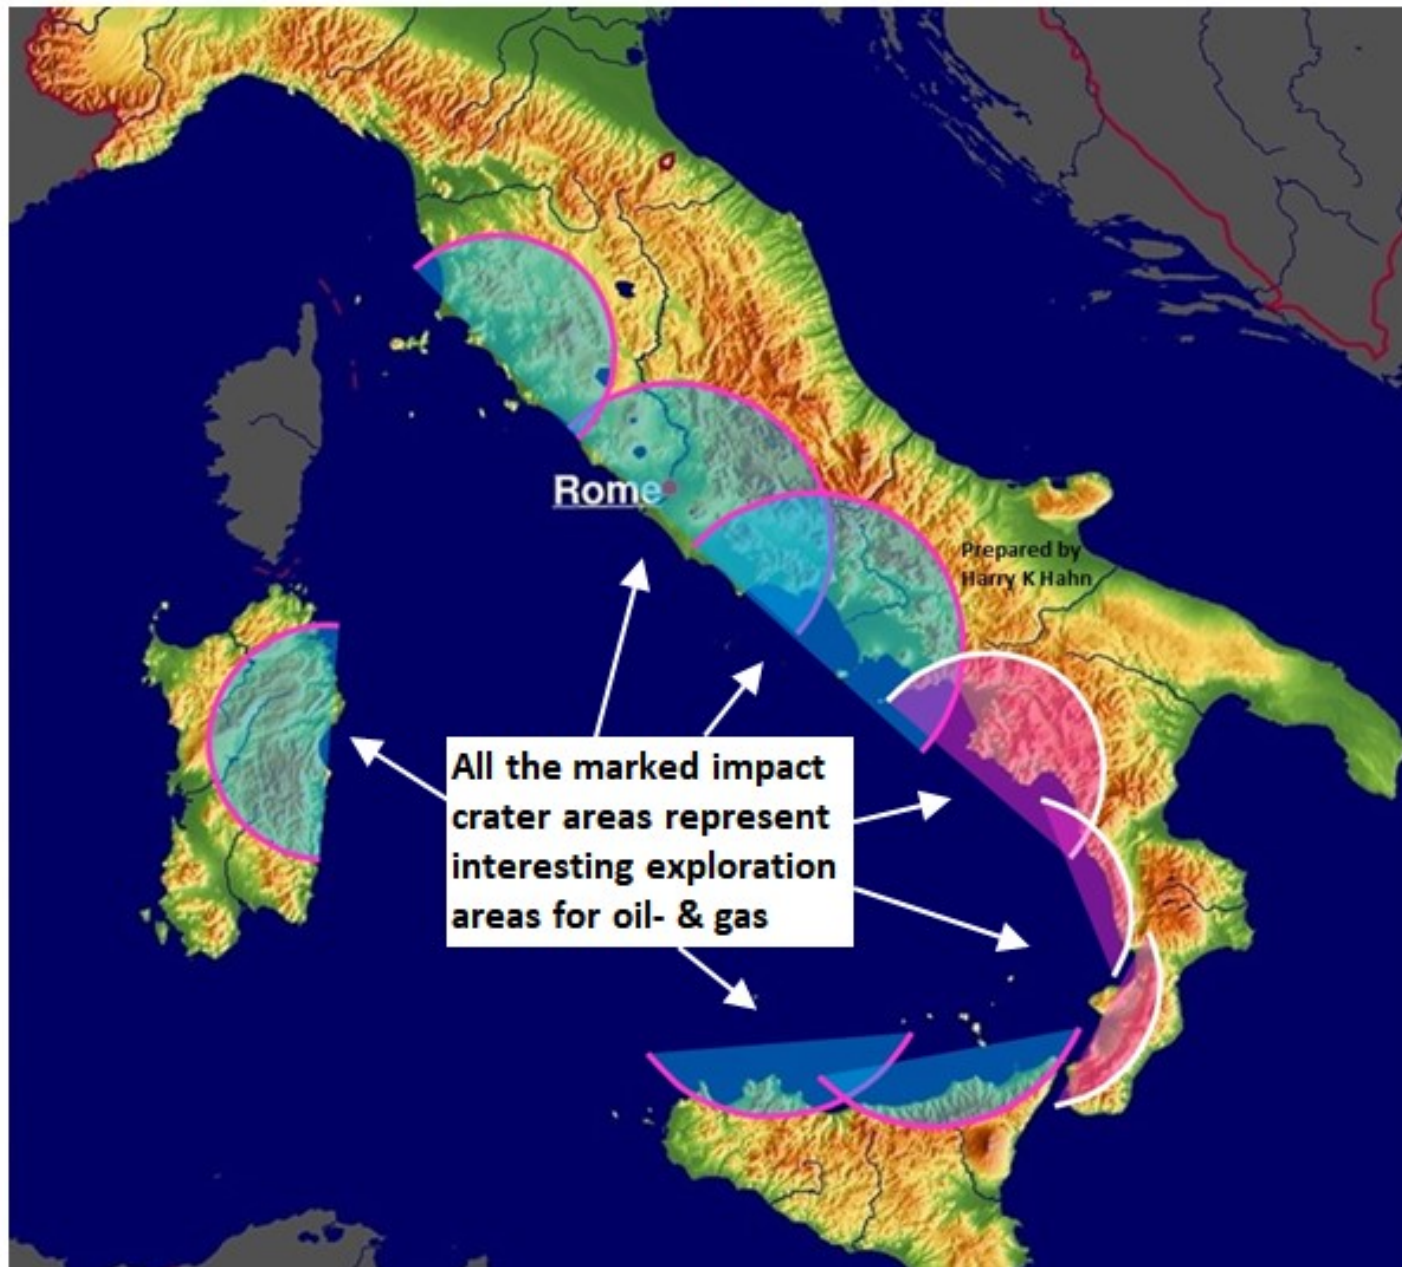 Rome
Prepared by
Harry K Hahn
All the marked impact
crater areas represent
interesting exploration
areas for oil- & gas